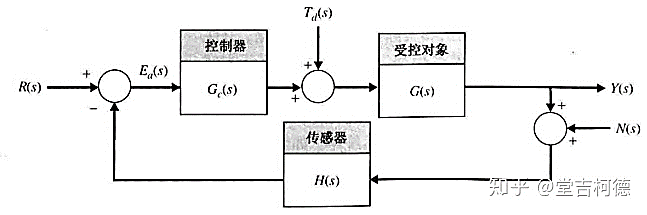 T_d(s)
控制器
受控对象
R(s)
+
−
E_a(s)
G_c(s)
+
+
G(s)
Y(s)
+
+
N(s)
传感器
H(s)
知乎 @堂吉柯德